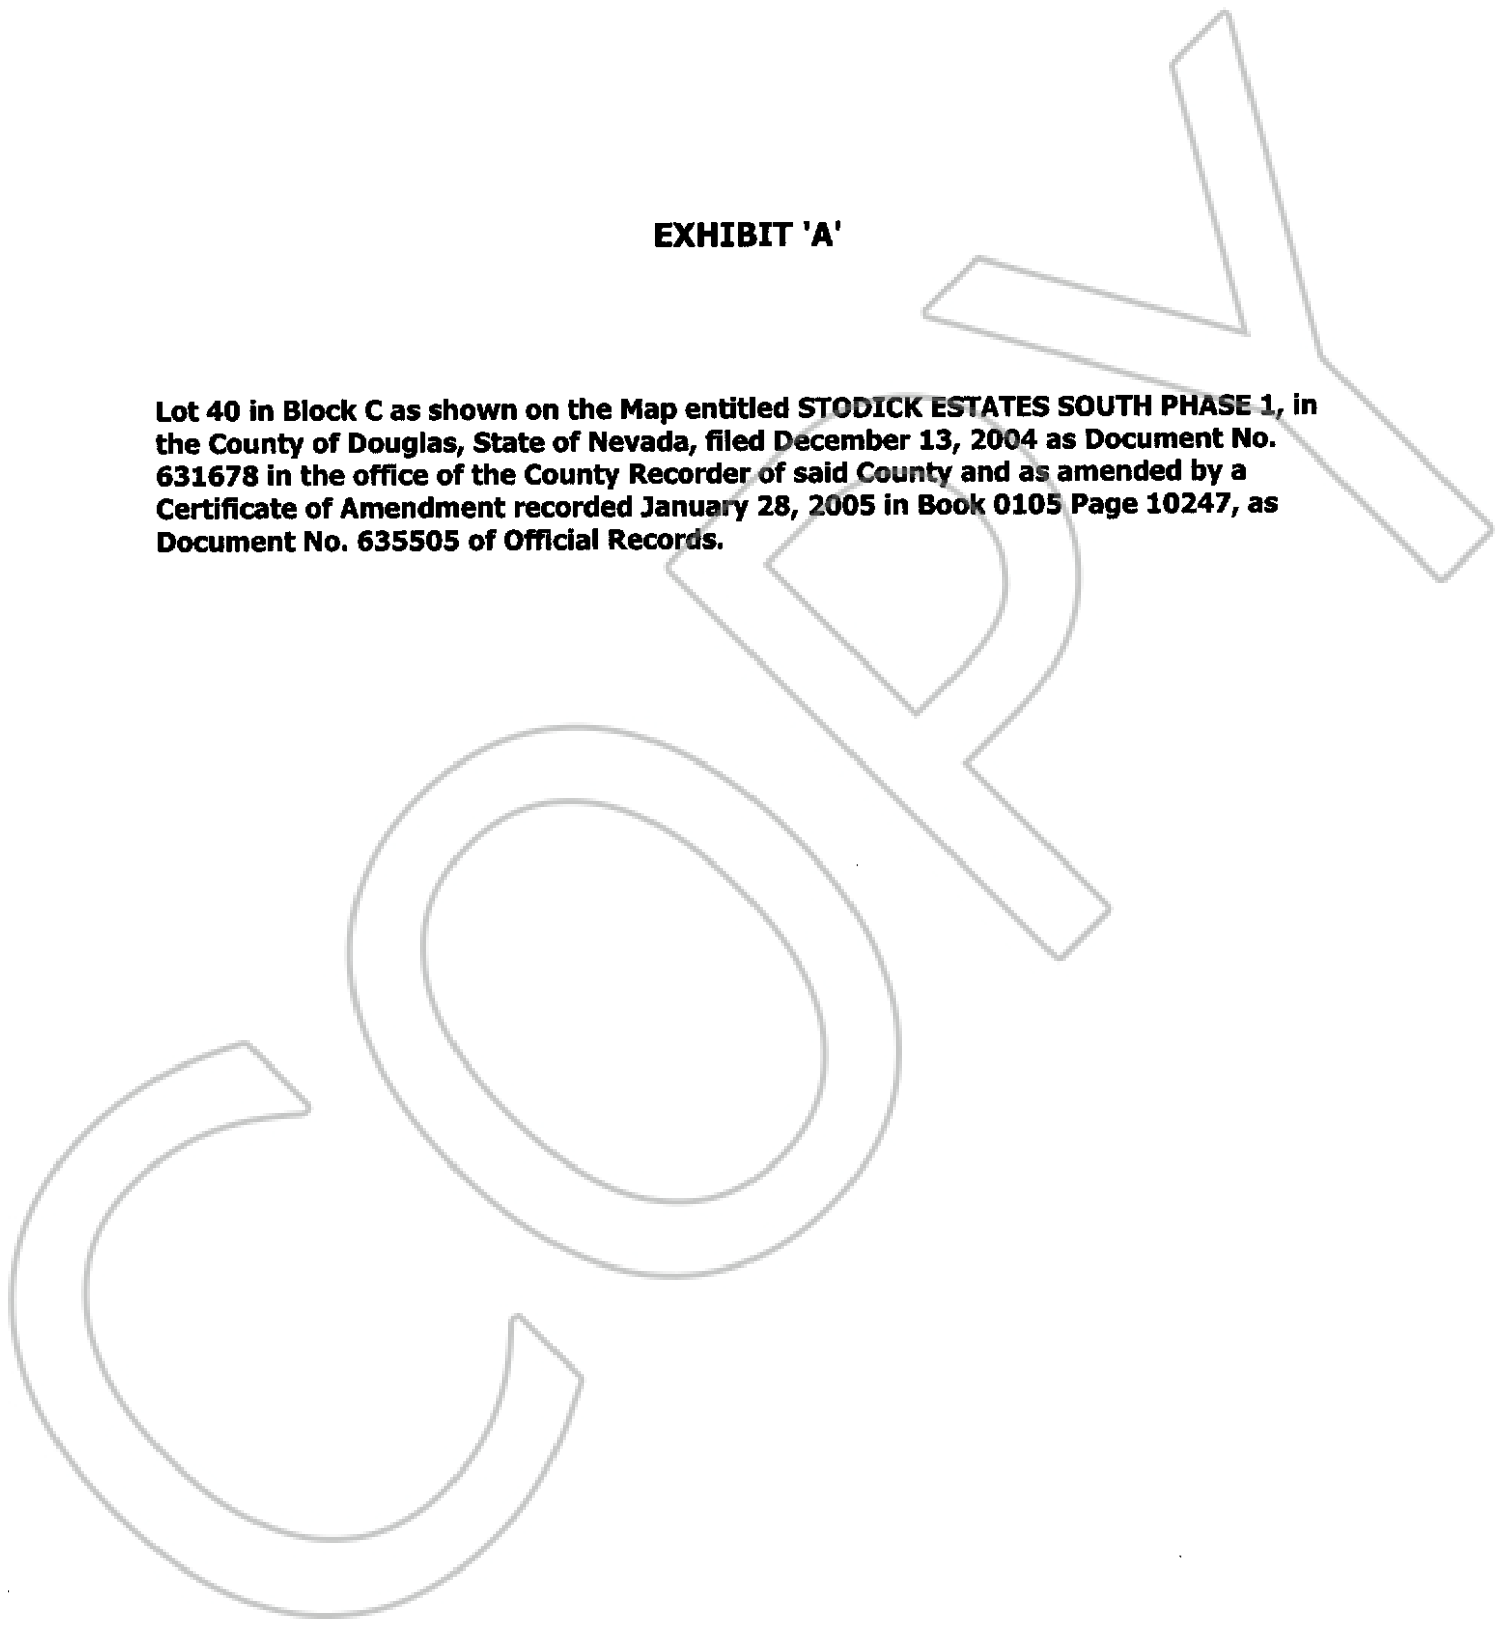 EXHIBIT 'A'
Lot 40 in Block C as shown on the Map entitled STODICK ESTATES SOUTH PHASE 1, in
the County of Douglas, State of Nevada, filed December 13, 2004 as Document No.
631678 in the office of the County Recorder of said County and as amended by a
Certificate of Amendment recorded January 28, 2005 in Book 0105 Page 10247, as
Document No. 635505 of Official Records.
COPY